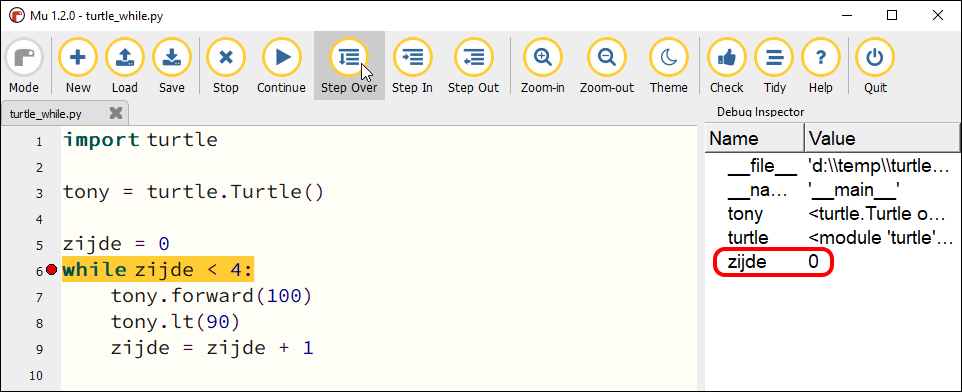 Mu 1.2.0 - turtle_while.py
Mode New Load Save Stop Continue Step Over Step In Step Out Zoom-in Zoom-out Theme Check Tidy Help Quit
turtle_while.py
Debug Inspector
1 import turtle
2
3 tony = turtle.Turtle()
4
5 zijde = 0
6 while zijde < 4:
7     tony.forward(100)
8     tony.lt(90)
9     zijde = zijde + 1
10
Name Value
__file__ 'd:\\temp\\turtle…
__na… '__main__'
tony <turtle.Turtle o…
turtle <module 'turtle'…
zijde 0